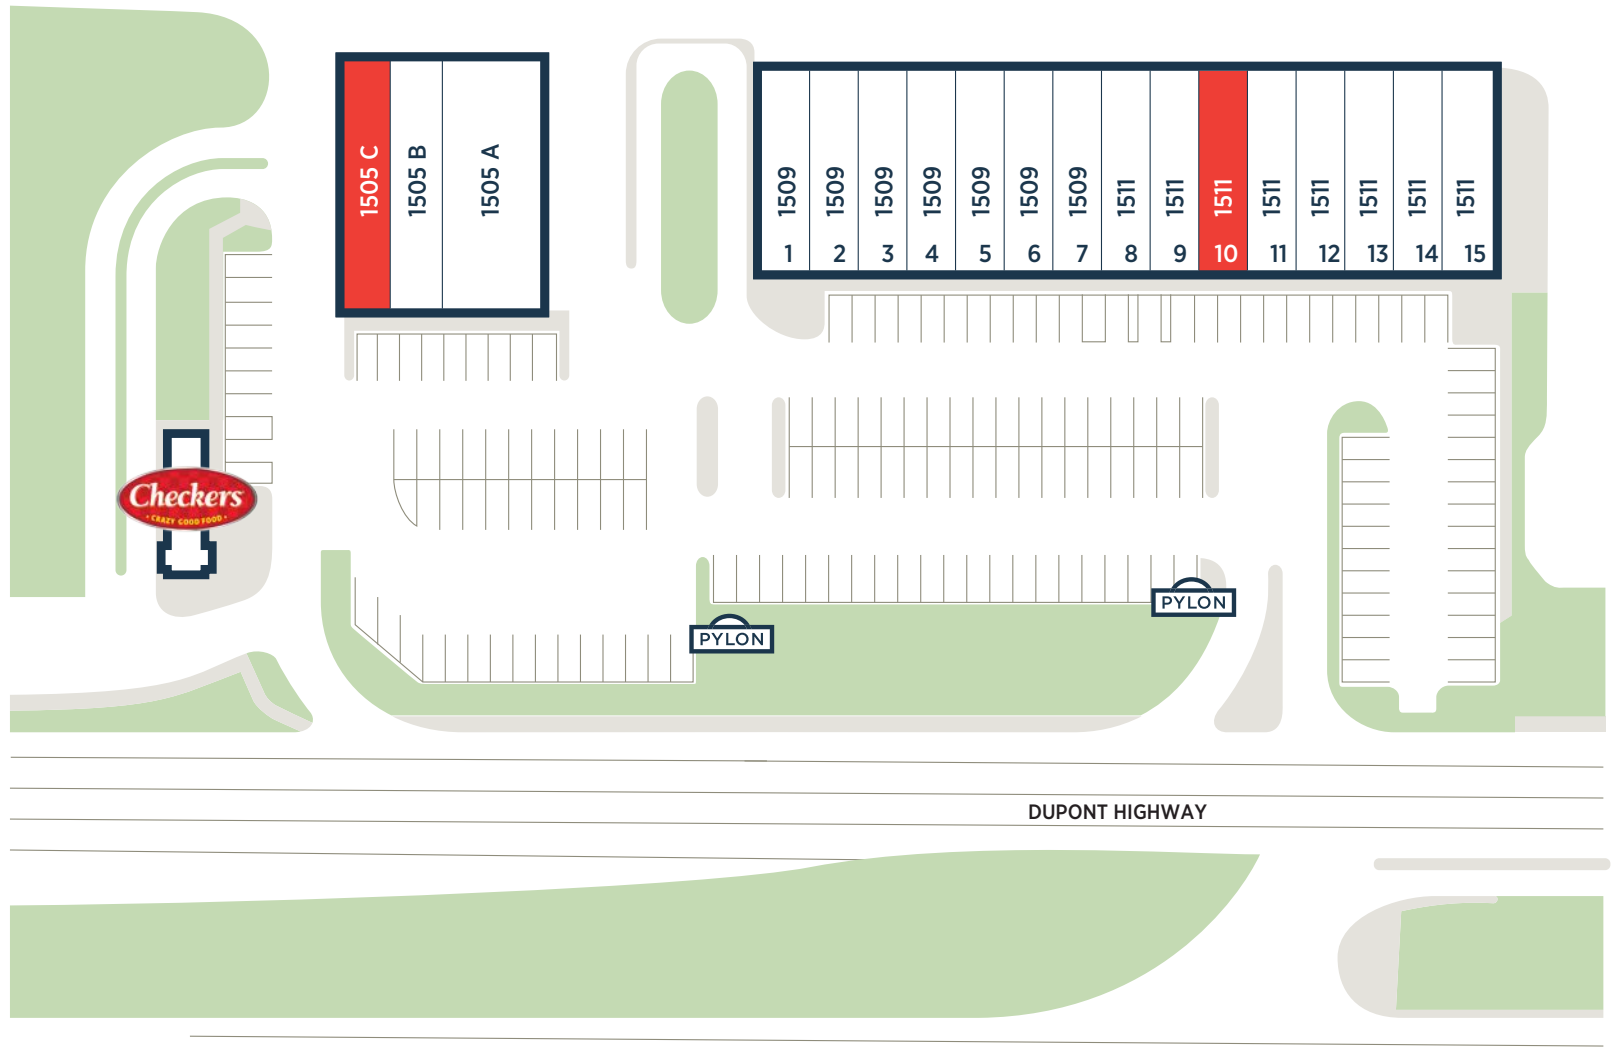 1505 C
1505 B
1505 A
1509 1
1509 2
1509 3
1509 4
1509 5
1509 6
1509 7
1511 8
1511 9
1511 10
1511 11
1511 12
1511 13
1511 14
1511 15
Checkers
• CRAZY GOOD FOOD •
PYLON
PYLON
DUPONT HIGHWAY